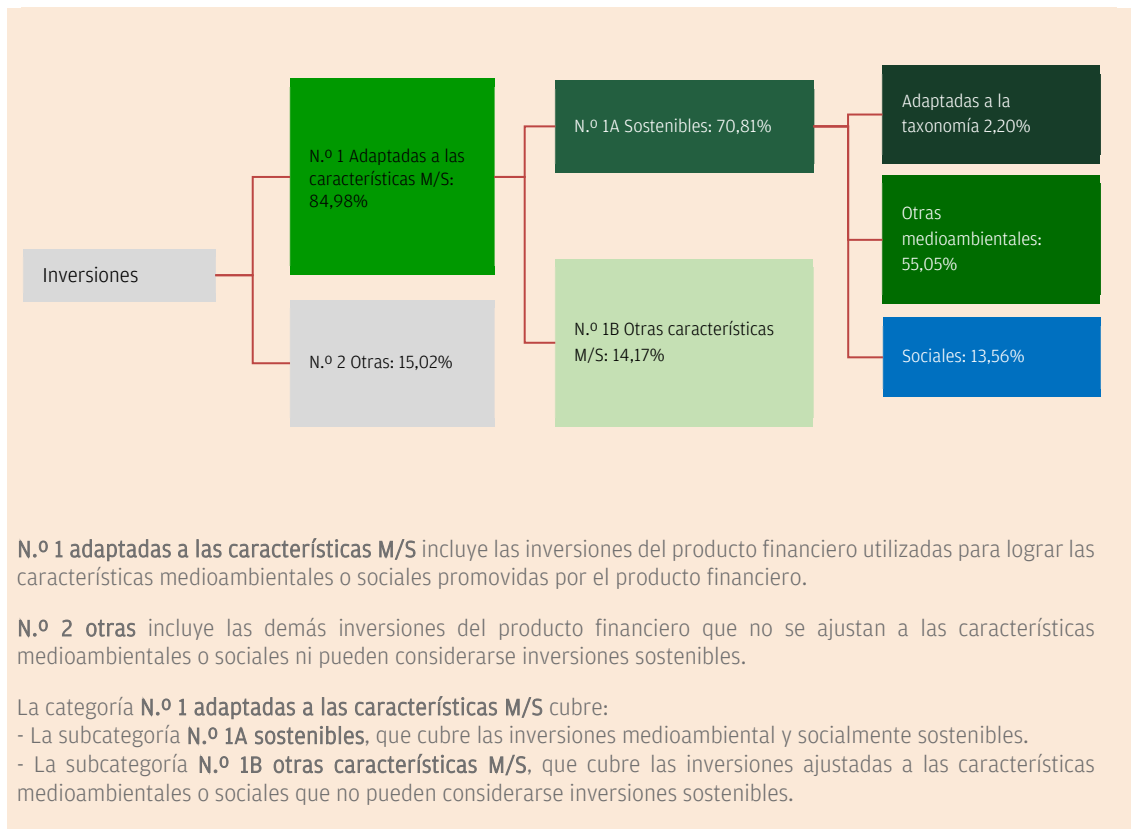 Inversiones
N.º 1 Adaptadas a las
características M/S:
84,98%
N.º 2 Otras: 15,02%
N.º 1A Sostenibles: 70,81%
N.º 1B Otras características
M/S: 14,17%
Adaptadas a la
taxonomía 2,20%
Otras
medioambientales:
55,05%
Sociales: 13,56%
N.º 1 adaptadas a las características M/S incluye las inversiones del producto financiero utilizadas para lograr las
características medioambientales o sociales promovidas por el producto financiero.
N.º 2 otras incluye las demás inversiones del producto financiero que no se ajustan a las características
medioambientales o sociales ni pueden considerarse inversiones sostenibles.
La categoría N.º 1 adaptadas a las características M/S cubre:
- La subcategoría N.º 1A sostenibles, que cubre las inversiones medioambiental y socialmente sostenibles.
- La subcategoría N.º 1B otras características M/S, que cubre las inversiones ajustadas a las características
medioambientales o sociales que no pueden considerarse inversiones sostenibles.